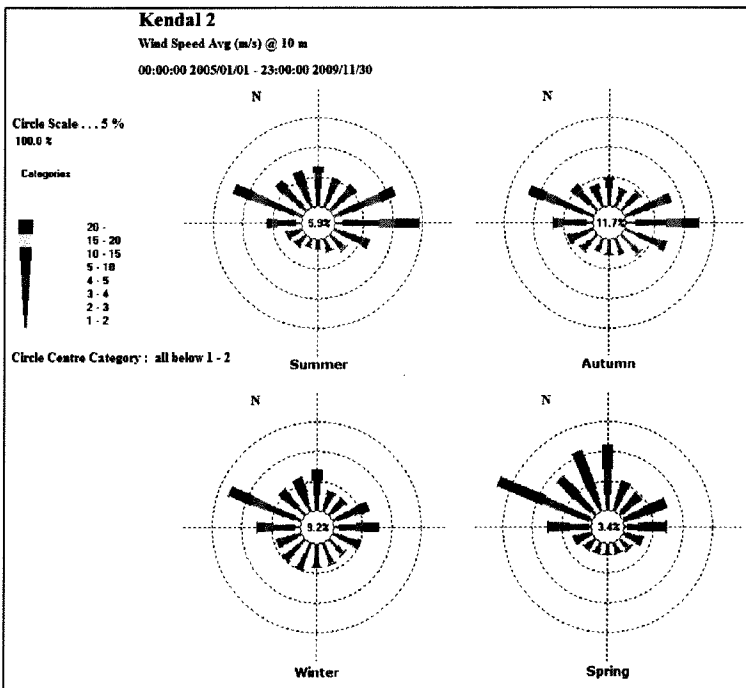 Kendal 2
Wind Speed Avg (m/s) @ 10 m
00:00:00 2005/01/01 - 23:00:00 2009/11/30
N
N
Circle Scale . . . 5 %
100.0 %
Categories
20 -
15 - 20
10 - 15
5 - 10
4 - 5
3 - 4
2 - 3
1 - 2
5.9%
11.7%
Circle Centre Category : all below 1 - 2
Summer
Autumn
N
N
9.2%
3.4%
Winter
Spring